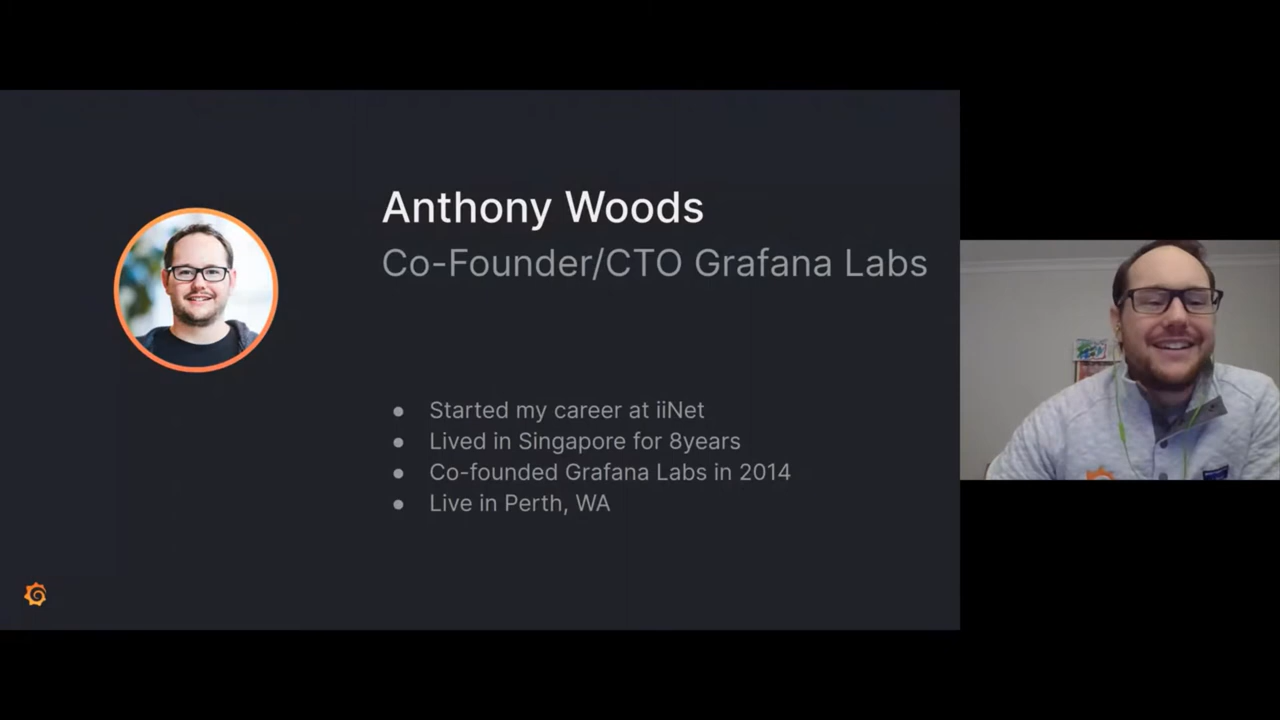 Anthony Woods
Co-Founder/CTO Grafana Labs
● Started my career at iiNet
● Lived in Singapore for 8years
● Co-founded Grafana Labs in 2014
● Live in Perth, WA